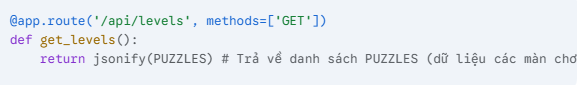 @app.route('/api/levels', methods=['GET'])
def get_levels():
    return jsonify(PUZZLES) # Trả về danh sách PUZZLES (dữ liệu các màn